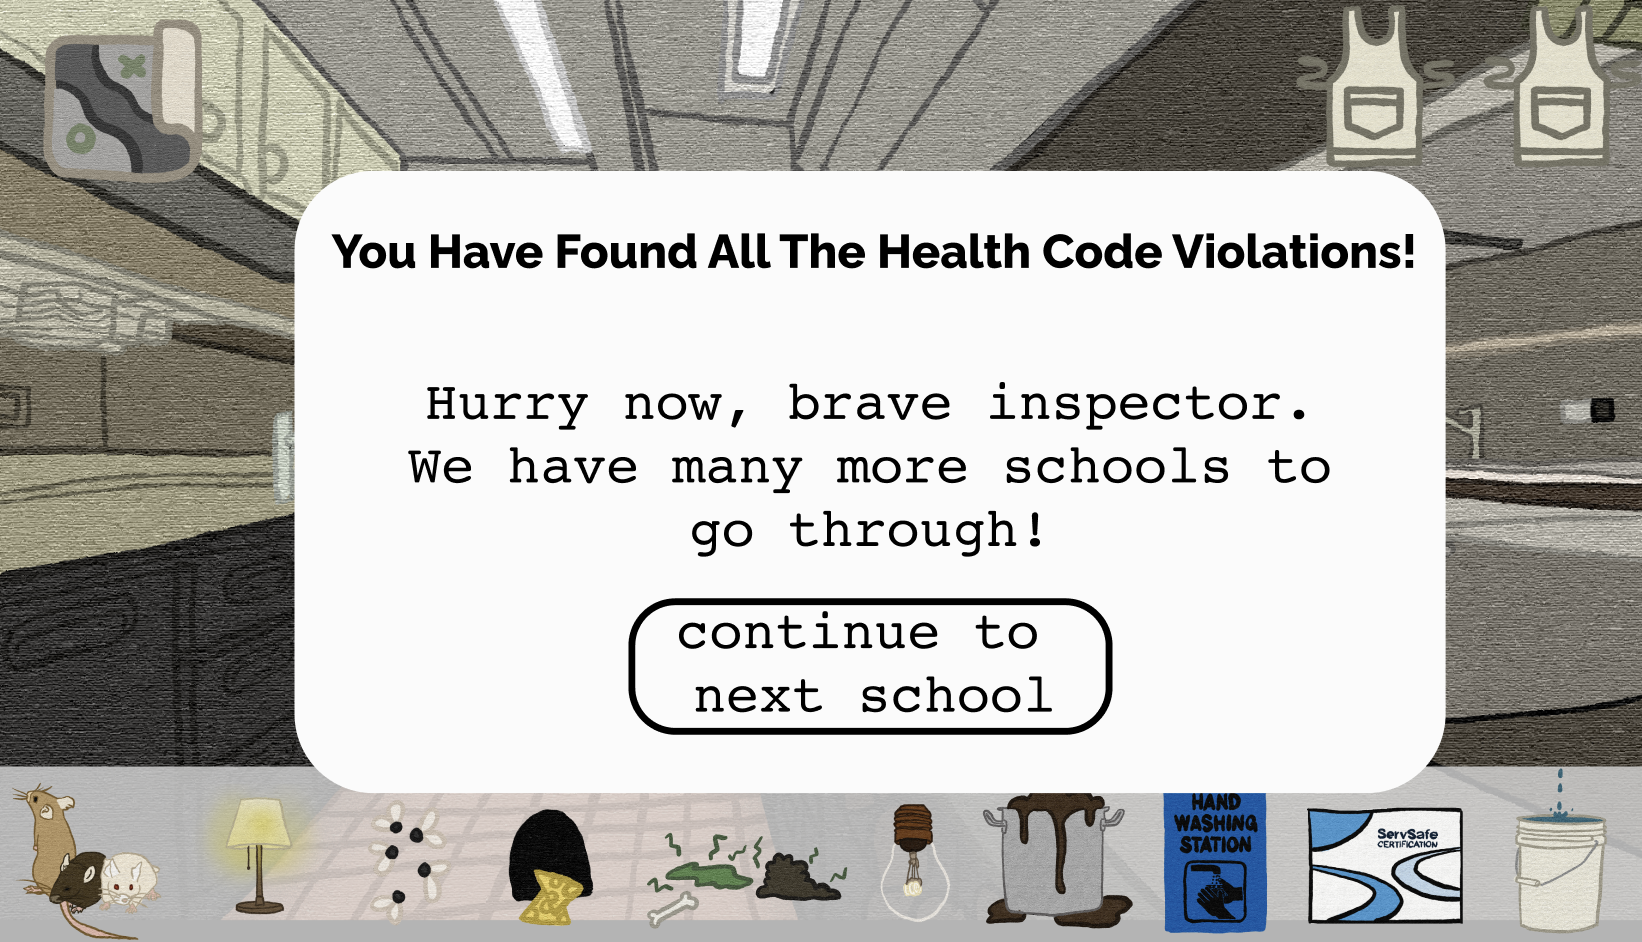 You Have Found All The Health Code Violations!
Hurry now, brave inspector.
We have many more schools to
go through!
continue to
next school
HAND
WASHING
STATION
ServSafe
CERTIFICATION